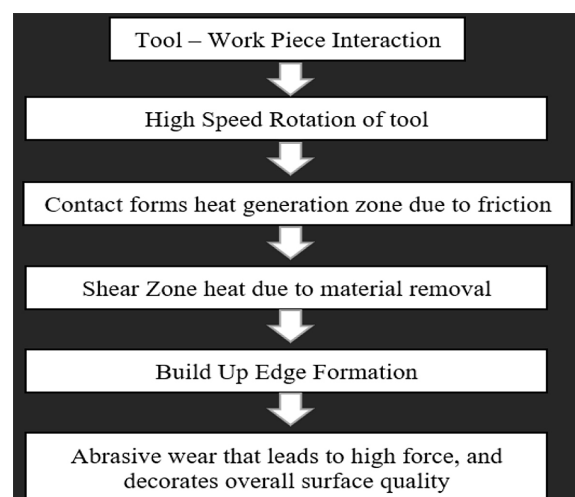 Tool – Work Piece Interaction
High Speed Rotation of tool
Contact forms heat generation zone due to friction
Shear Zone heat due to material removal
Build Up Edge Formation
Abrasive wear that leads to high force, and
decorates overall surface quality